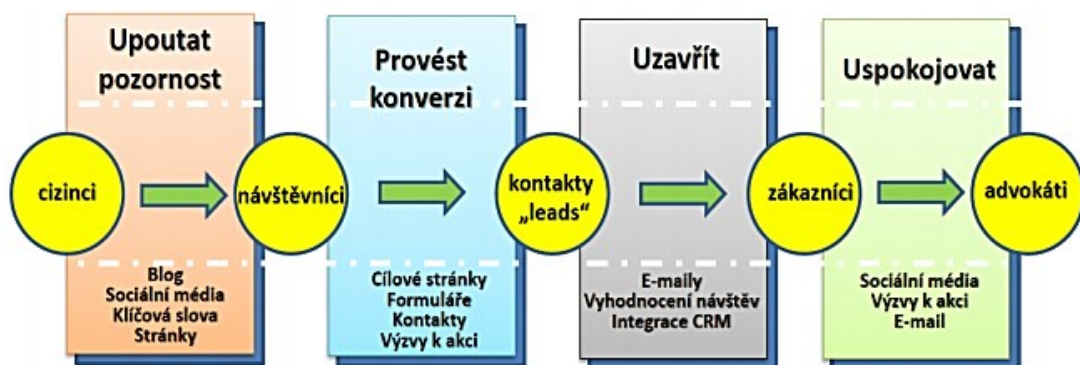 Upoutat
pozornost
Provést
konverzi
Uzavřít
Uspokojovat
cizinci
návštěvníci
kontakty
„leads“
zákazníci
advokáti
Blog
Sociální média
Klíčová slova
Stránky
Cílové stránky
Formuláře
Kontakty
Výzvy k akci
E-maily
Vyhodnocení návštěv
Integrace CRM
Sociální média
Výzvy k akci
E-mail